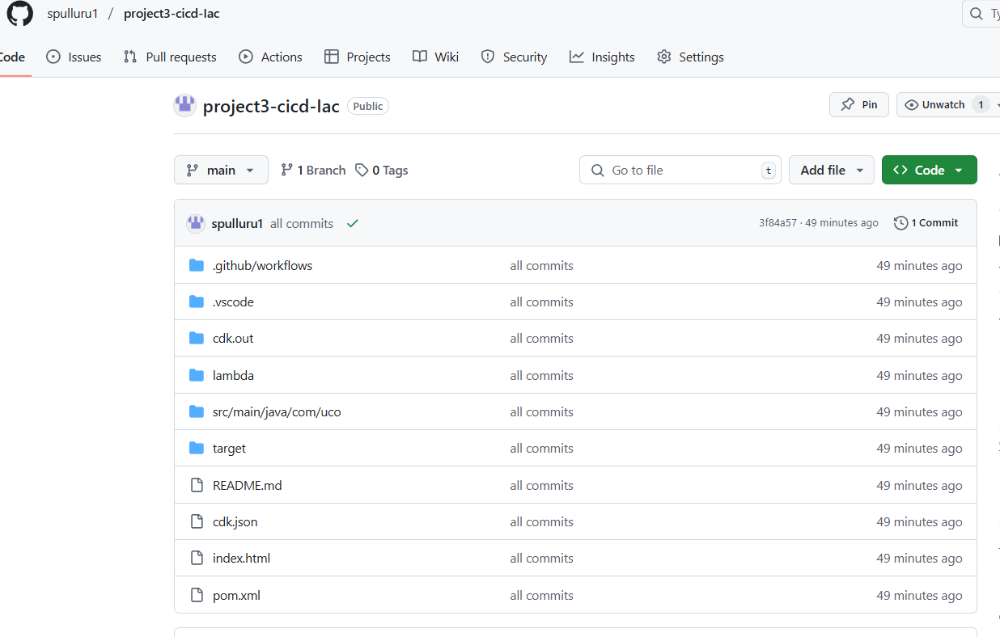 spulluru1 / project3-cicd-Iac
Code Issues Pull requests Actions Projects Wiki Security Insights Settings
project3-cicd-Iac Public Pin Unwatch 1
main 1 Branch 0 Tags Go to file t Add file Code
spulluru1 all commits 3f84a57 · 49 minutes ago 1 Commit
.github/workflows all commits 49 minutes ago
.vscode all commits 49 minutes ago
cdk.out all commits 49 minutes ago
lambda all commits 49 minutes ago
src/main/java/com/uco all commits 49 minutes ago
target all commits 49 minutes ago
README.md all commits 49 minutes ago
cdk.json all commits 49 minutes ago
index.html all commits 49 minutes ago
pom.xml all commits 49 minutes ago